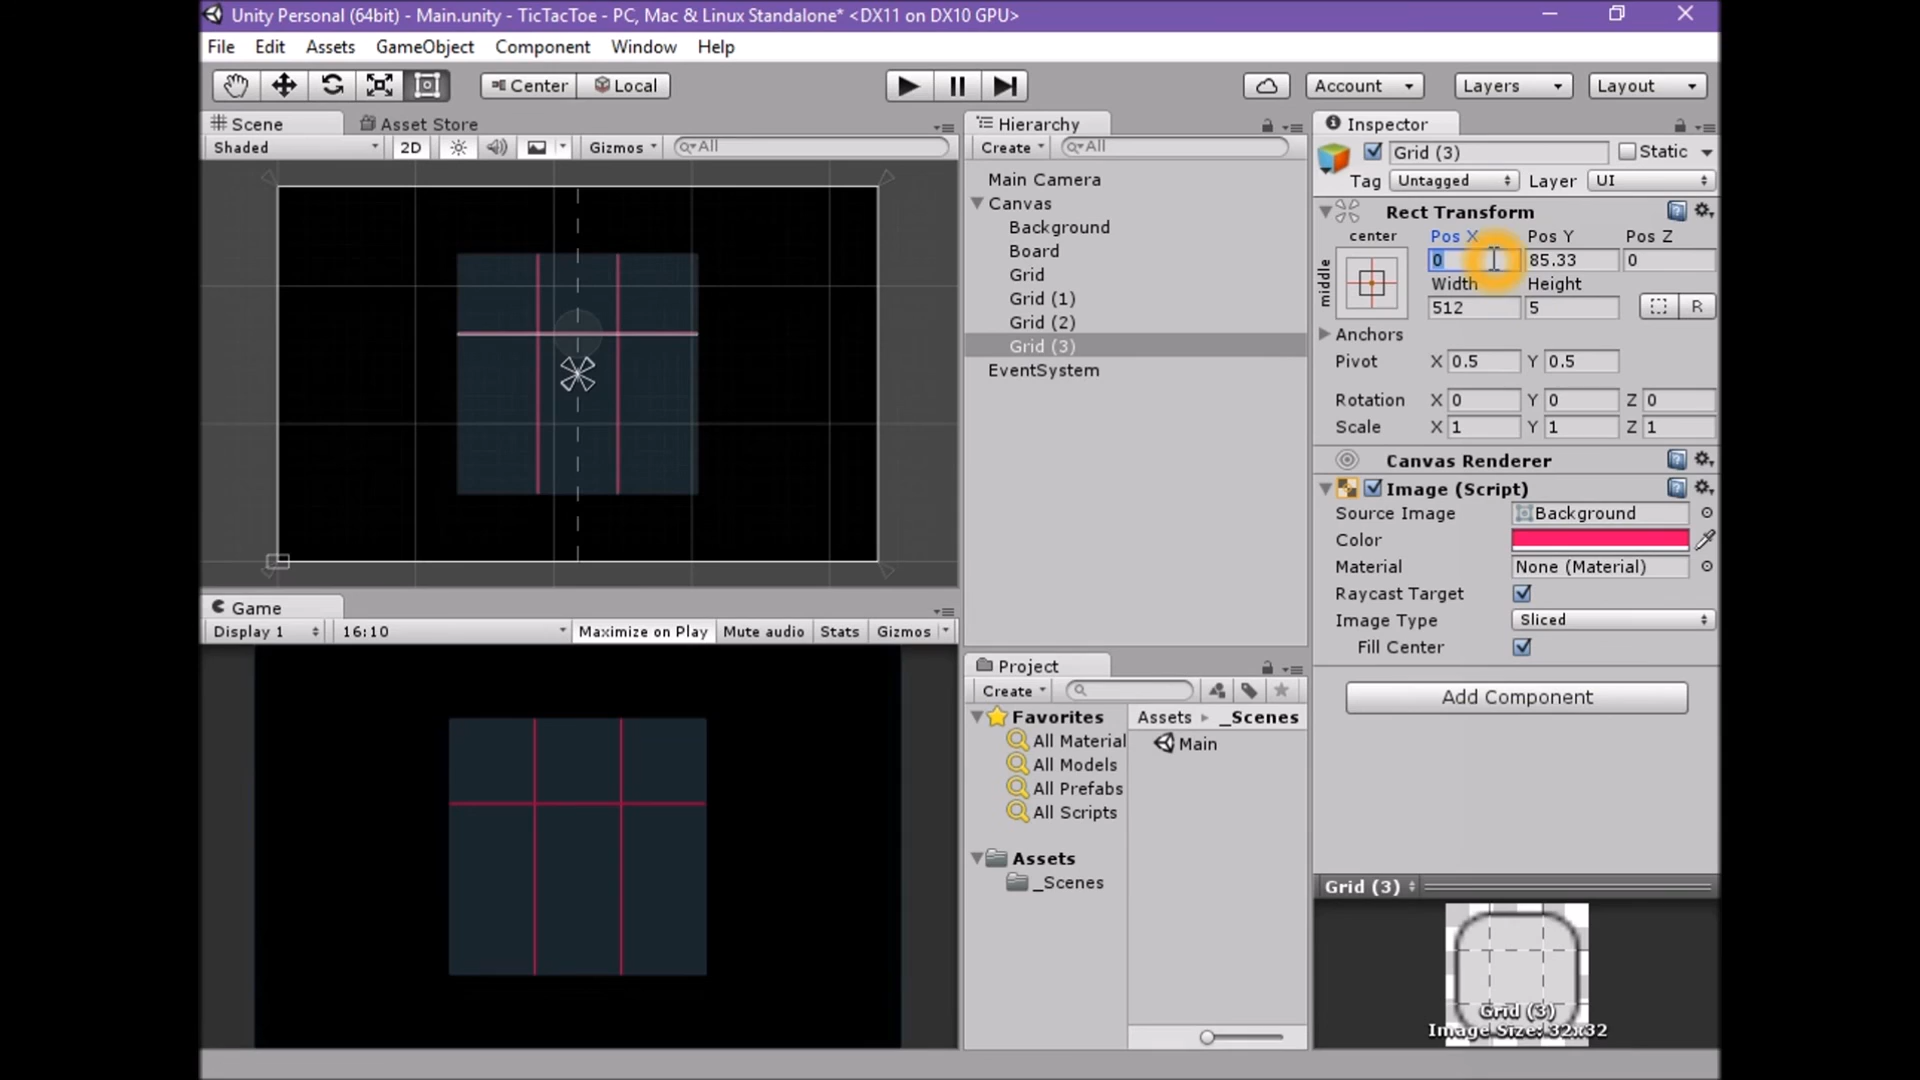 Unity Personal (64bit) - Main.unity - TicTacToe - PC, Mac & Linux Standalone* <DX11 on DX10 GPU>
File Edit Assets GameObject Component Window Help
Center Local Account Layers Layout
Scene Asset Store
Shaded 2D Gizmos All
Hierarchy
Create All
Main Camera
Canvas
Background
Board
Grid
Grid (1)
Grid (2)
Grid (3)
EventSystem
Inspector
Grid (3) Static
Tag Untagged Layer UI
Rect Transform
center Pos X Pos Y Pos Z
middle 0 85.33 0
Width Height
512 5 R
Anchors
Pivot X 0.5 Y 0.5
Rotation X 0 Y 0 Z 0
Scale X 1 Y 1 Z 1
Canvas Renderer
Image (Script)
Source Image Background
Color
Material None (Material)
Raycast Target
Image Type Sliced
Fill Center
Add Component
Game
Display 1 16:10 Maximize on Play Mute audio Stats Gizmos
Project
Create
Favorites
All Material
All Models
All Prefabs
All Scripts
Assets
_Scenes
Assets _Scenes
Main
Grid (3)
Grid (3)
Image Size: 32x32